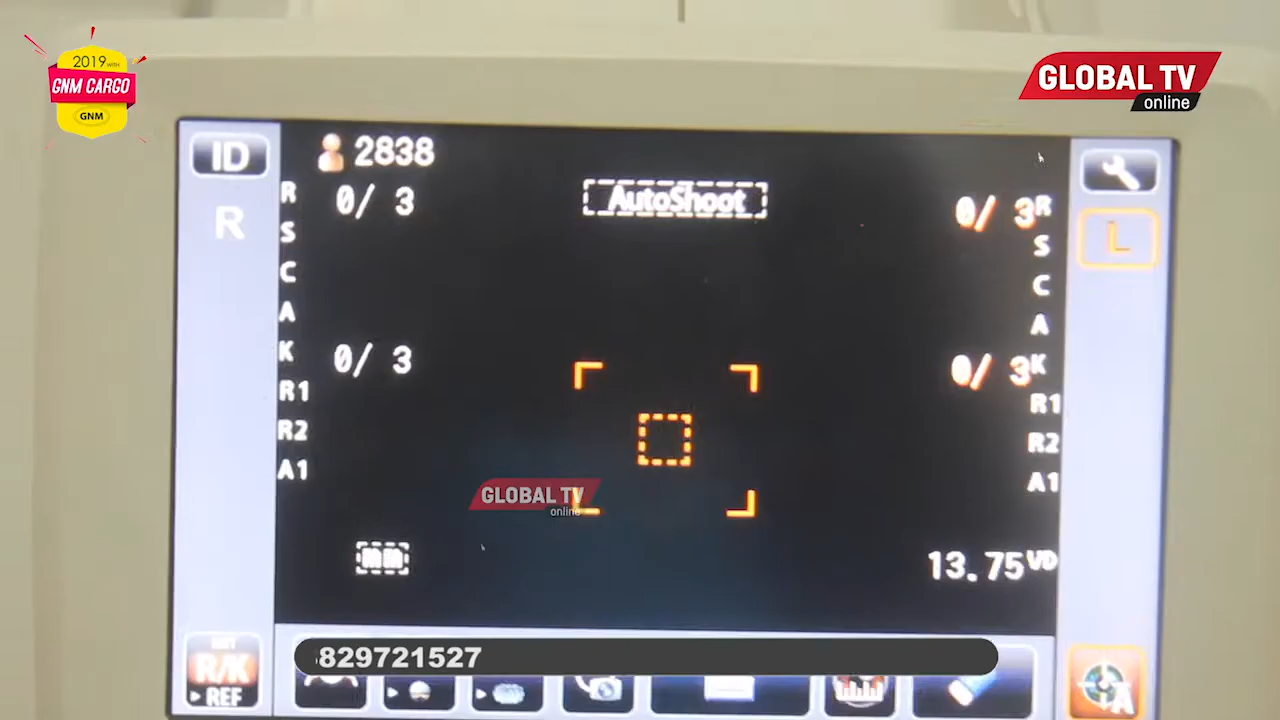 2019 WITH
GNM CARGO
GNM
GLOBAL TV
online
ID
2838
AutoShoot
R
0/ 3
0/ 3
L
R
S
C
A
K
R1
R2
A1
0/ 3
0/ 3
R
S
C
A
K
R1
R2
A1
GLOBAL TV
online
13.75 VD
R/K
REF
829721527
A